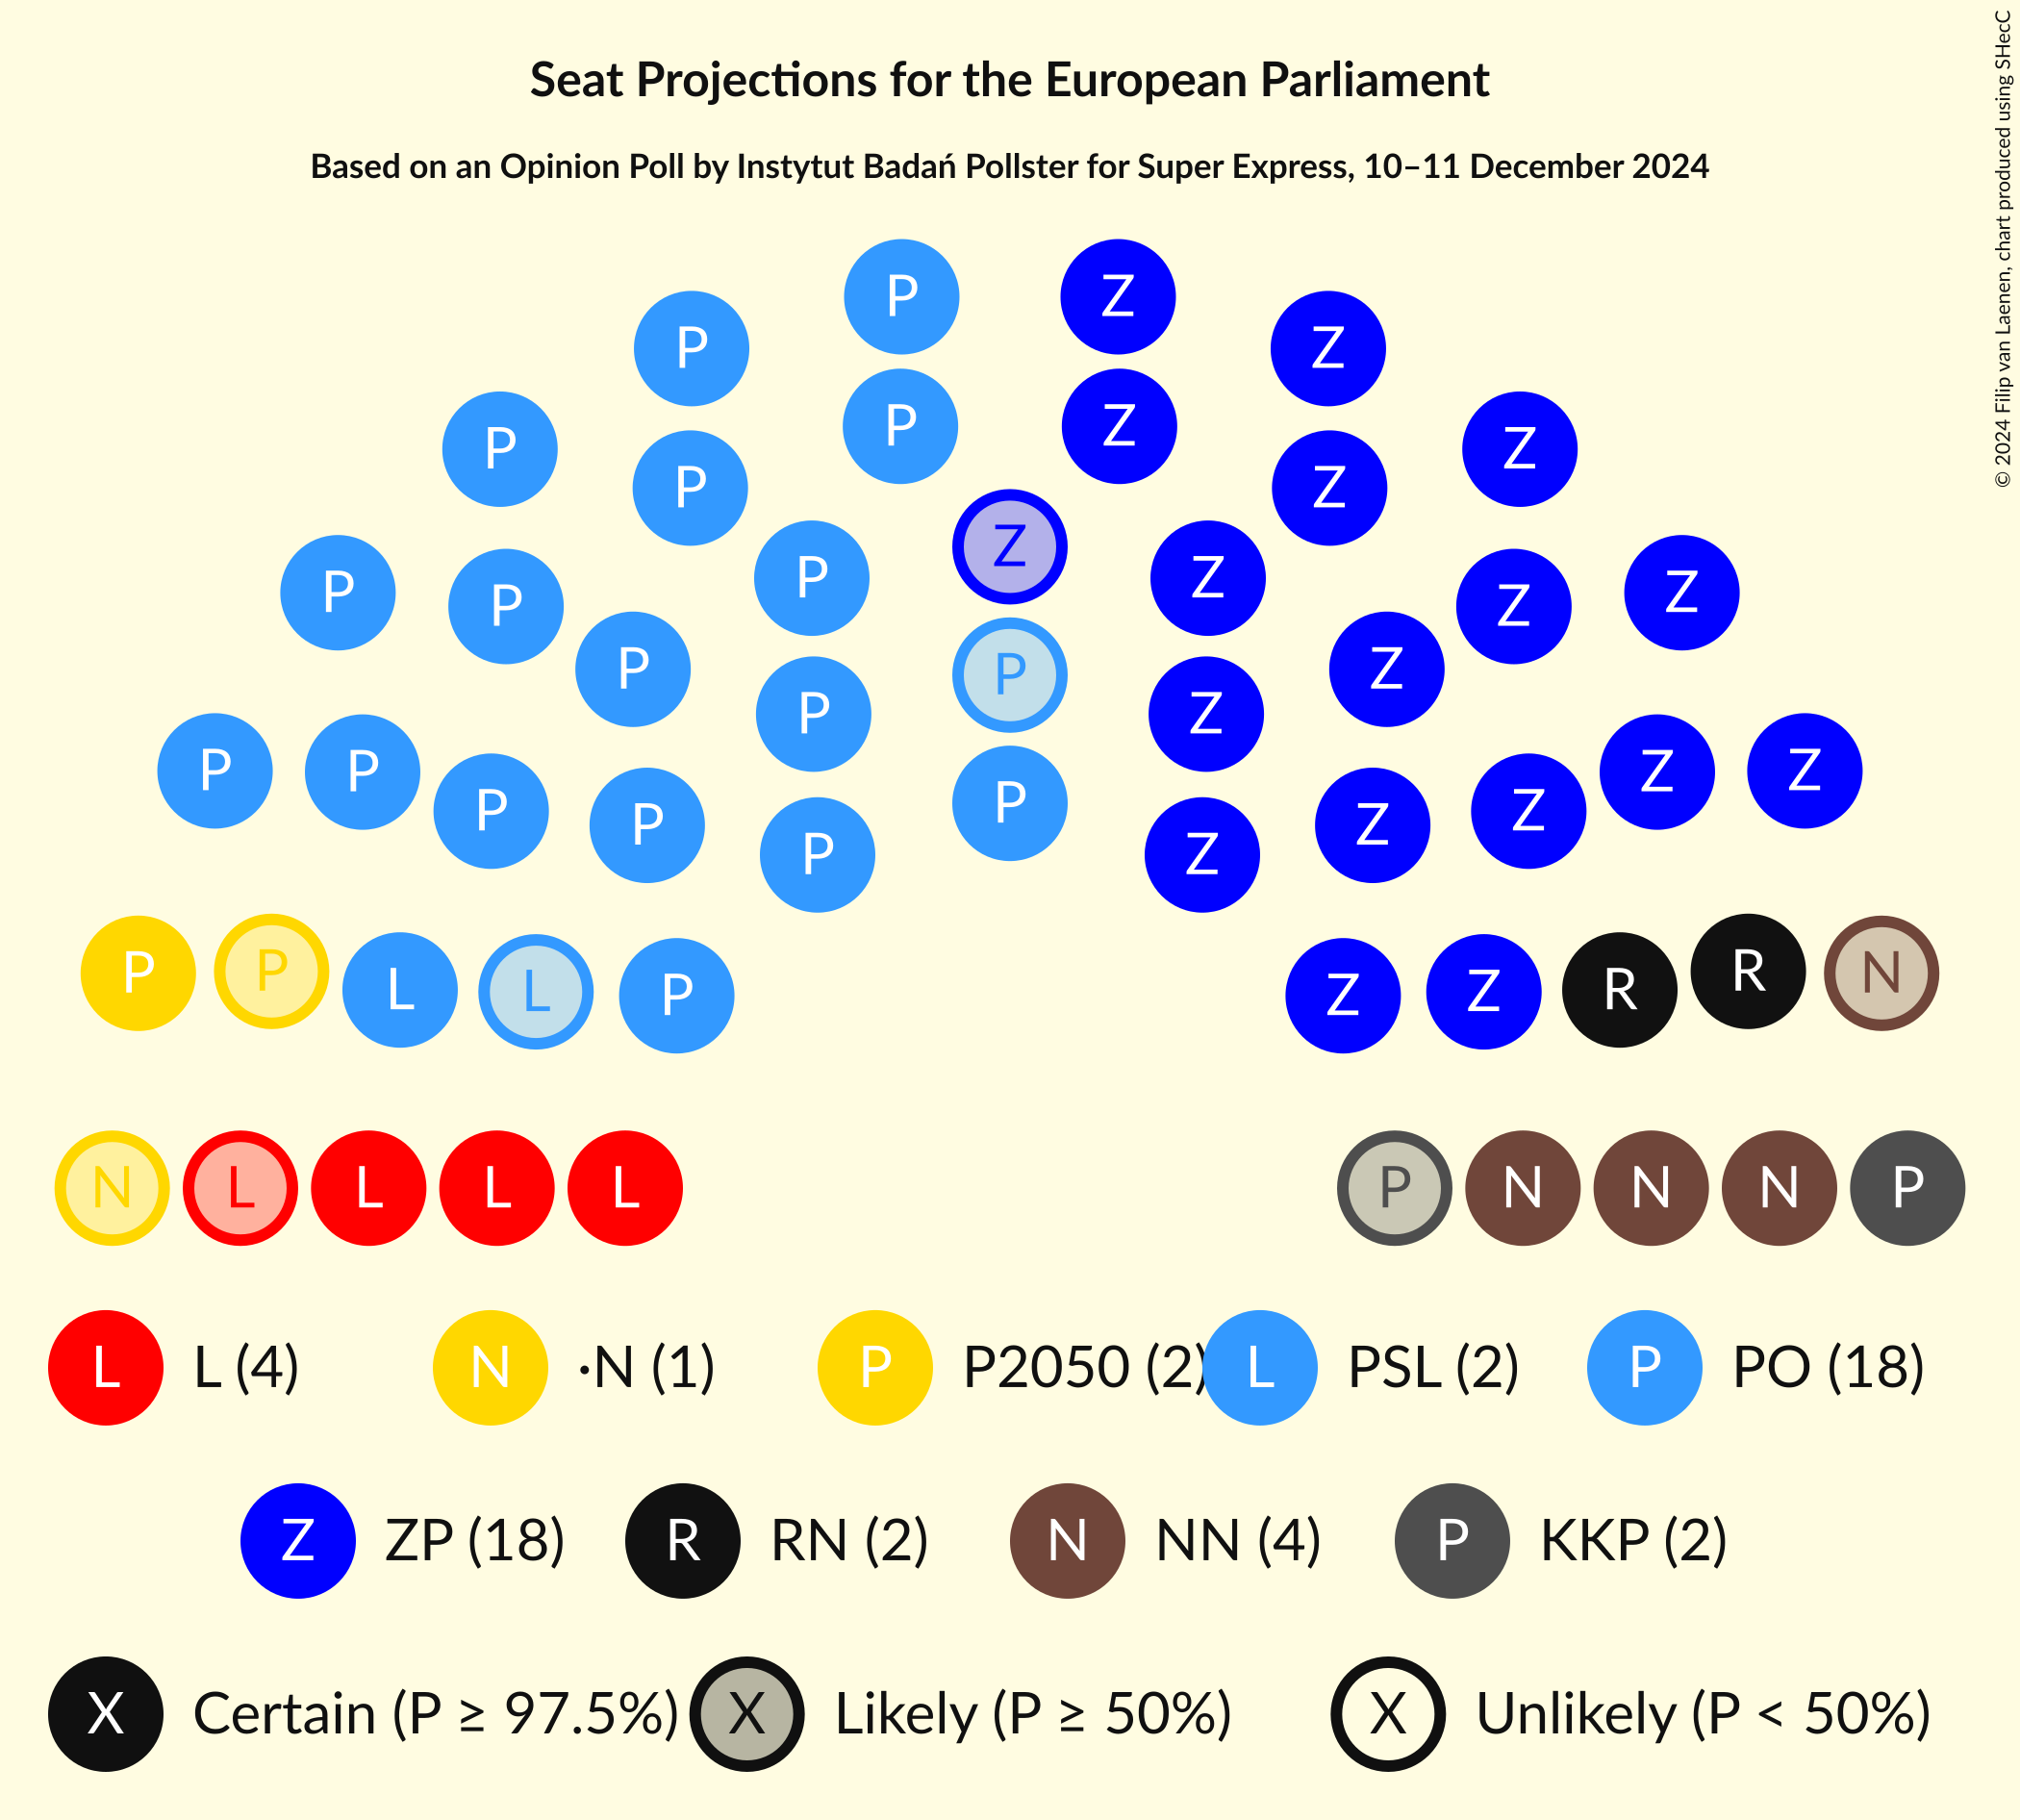 Seat Projections for the European Parliament
Based on an Opinion Poll by Instytut Badań Pollster for Super Express, 10–11 December 2024
© 2024 Filip van Laenen, chart produced using SHecC
P Z
P Z
P Z
P Z
P Z
Z
P Z
P Z
P Z
P Z
P
P Z
P Z
P P Z Z
P
P Z
P Z
P Z
P P L L P Z Z R R N
N L L L L P N N N P
L L (4) N ·N (1) P P2050 (2) L PSL (2) P PO (18)
Z ZP (18) R RN (2) N NN (4) P KKP (2)
X Certain (P ≥ 97.5%) X Likely (P ≥ 50%) X Unlikely (P < 50%)